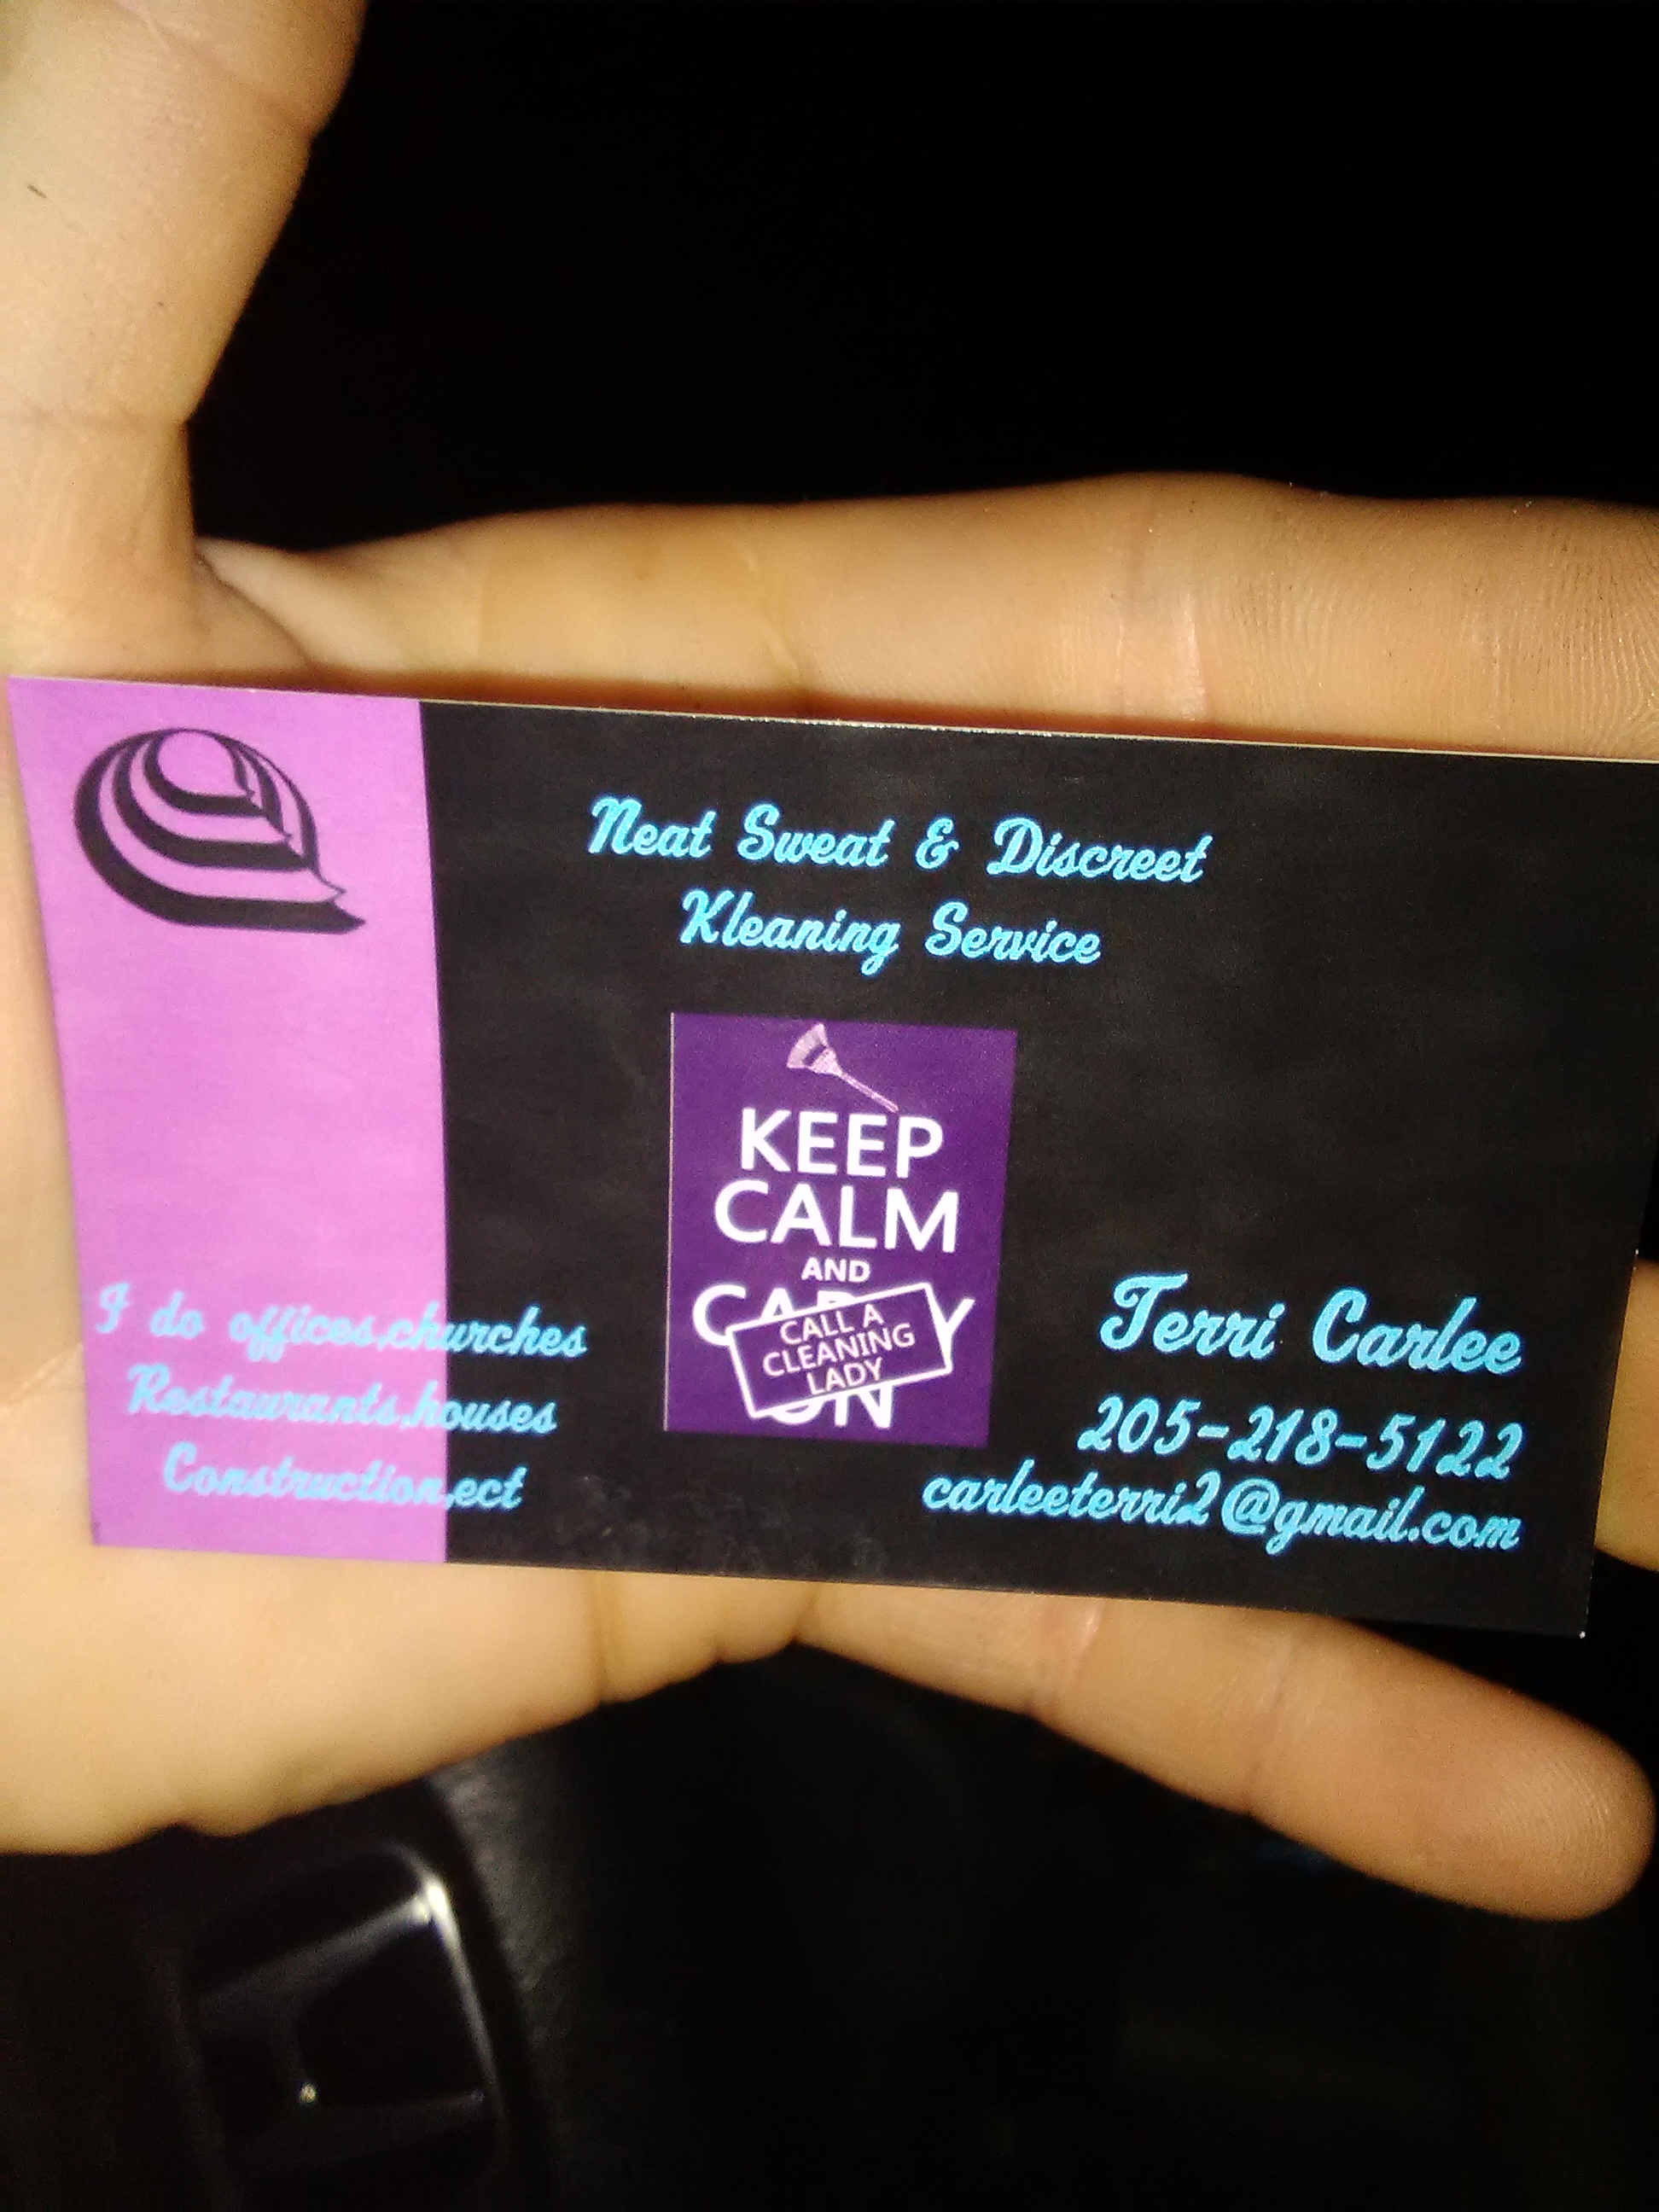 Neat Sweat & Discreet
Kleaning Service
KEEP
CALM
AND
CALL A
CLEANING
LADY
ON
I do offices,churches
Restaurants,houses
Construction,ect
Terri Carlee
205-218-5122
carleeterri2@gmail.com